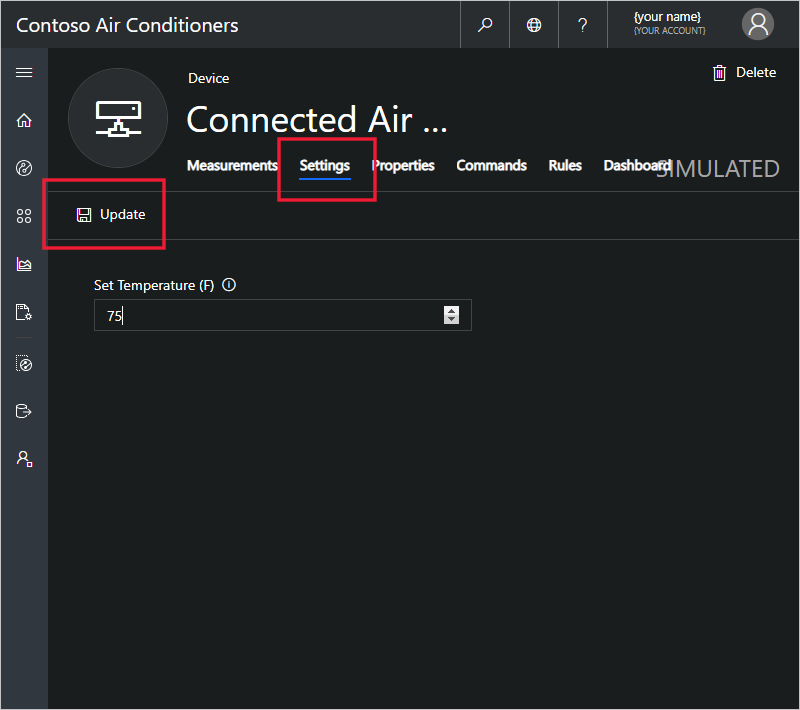 Contoso Air Conditioners
?
{your name}
{YOUR ACCOUNT}
Device
Delete
Connected Air ...
Measurements Settings Properties Commands Rules Dashboard
SIMULATED
Update
Set Temperature (F)
75